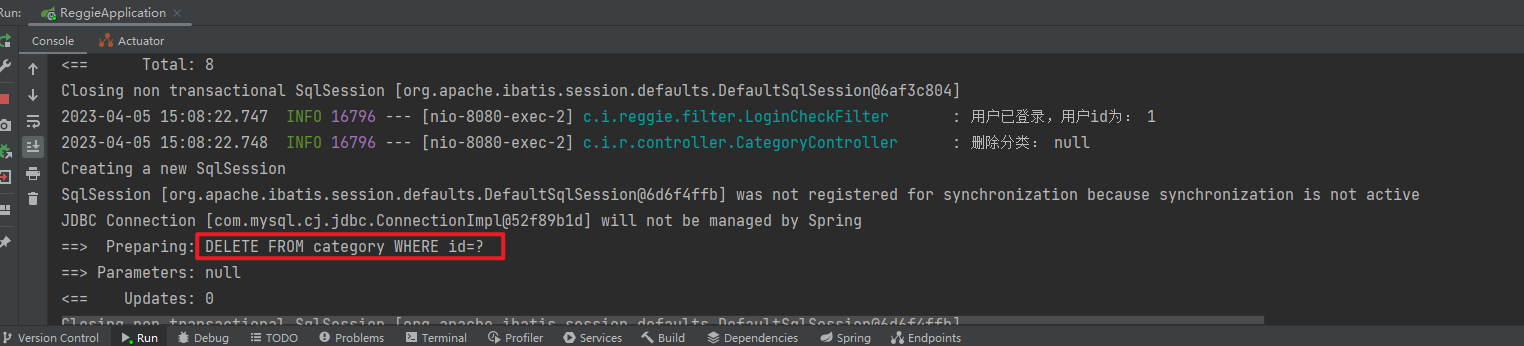 Run: ReggieApplication
Console Actuator
<== Total: 8
Closing non transactional SqlSession [org.apache.ibatis.session.defaults.DefaultSqlSession@6af3c804]
2023-04-05 15:08:22.747 INFO 16796 --- [nio-8080-exec-2] c.i.reggie.filter.LoginCheckFilter : 用户已登录，用户id为： 1
2023-04-05 15:08:22.748 INFO 16796 --- [nio-8080-exec-2] c.i.r.controller.CategoryController : 删除分类： null
Creating a new SqlSession
SqlSession [org.apache.ibatis.session.defaults.DefaultSqlSession@6d6f4ffb] was not registered for synchronization because synchronization is not active
JDBC Connection [com.mysql.cj.jdbc.ConnectionImpl@52f89b1d] will not be managed by Spring
==> Preparing: DELETE FROM category WHERE id=?
==> Parameters: null
<== Updates: 0
Closing non transactional SqlSession [org.apache.ibatis.session.defaults.DefaultSqlSession@6d6f4ffb]
Version Control Run Debug TODO Problems Terminal Profiler Services Build Dependencies Spring Endpoints